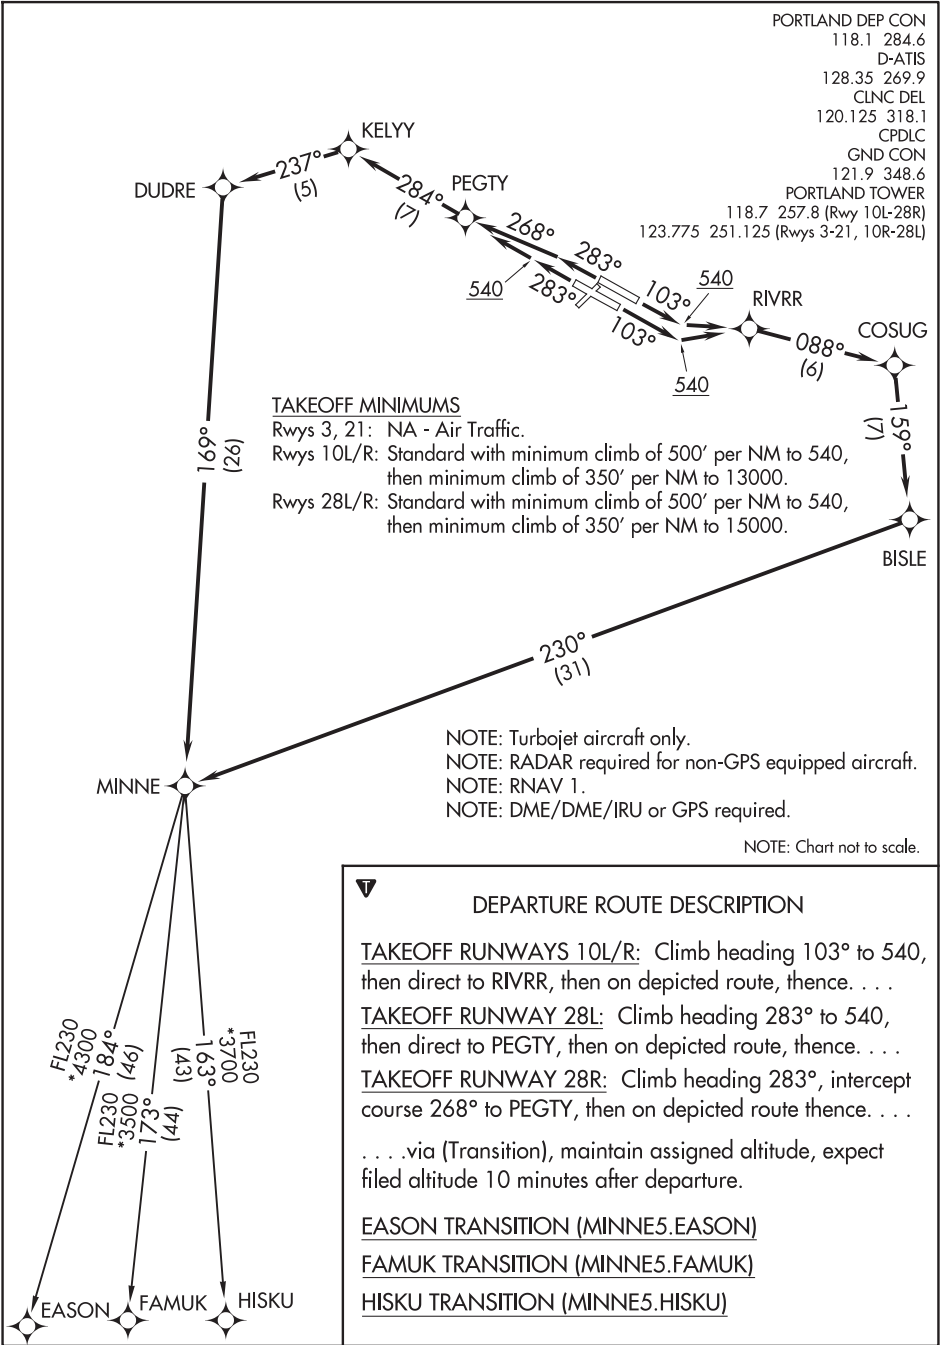 PORTLAND DEP CON
118.1 284.6
D-ATIS
128.35 269.9
CLNC DEL
120.125 318.1
CPDLC
GND CON
121.9 348.6
PORTLAND TOWER
118.7 257.8 (Rwy 10L-28R)
123.775 251.125 (Rwys 3-21, 10R-28L)
KELYY
237°
(5)
DUDRE
284°
(7)
PEGTY
268°
283°
540
283°
103°
540
103°
540
RIVRR
088°
(6)
COSUG
159°
(7)
BISLE
169°
(26)
TAKEOFF MINIMUMS
Rwys 3, 21: NA - Air Traffic.
Rwys 10L/R: Standard with minimum climb of 500' per NM to 540,
then minimum climb of 350' per NM to 13000.
Rwys 28L/R: Standard with minimum climb of 500' per NM to 540,
then minimum climb of 350' per NM to 15000.
230°
(31)
MINNE
NOTE: Turbojet aircraft only.
NOTE: RADAR required for non-GPS equipped aircraft.
NOTE: RNAV 1.
NOTE: DME/DME/IRU or GPS required.
NOTE: Chart not to scale.
FL230
*4300
184°
(46)
FL230
*3500
173°
(44)
FL230
*3700
163°
(43)
EASON
FAMUK
HISKU
T
DEPARTURE ROUTE DESCRIPTION
TAKEOFF RUNWAYS 10L/R: Climb heading 103° to 540,
then direct to RIVRR, then on depicted route, thence. . . .
TAKEOFF RUNWAY 28L: Climb heading 283° to 540,
then direct to PEGTY, then on depicted route, thence. . . .
TAKEOFF RUNWAY 28R: Climb heading 283°, intercept
course 268° to PEGTY, then on depicted route thence. . . .
. . . .via (Transition), maintain assigned altitude, expect
filed altitude 10 minutes after departure.
EASON TRANSITION (MINNE5.EASON)
FAMUK TRANSITION (MINNE5.FAMUK)
HISKU TRANSITION (MINNE5.HISKU)